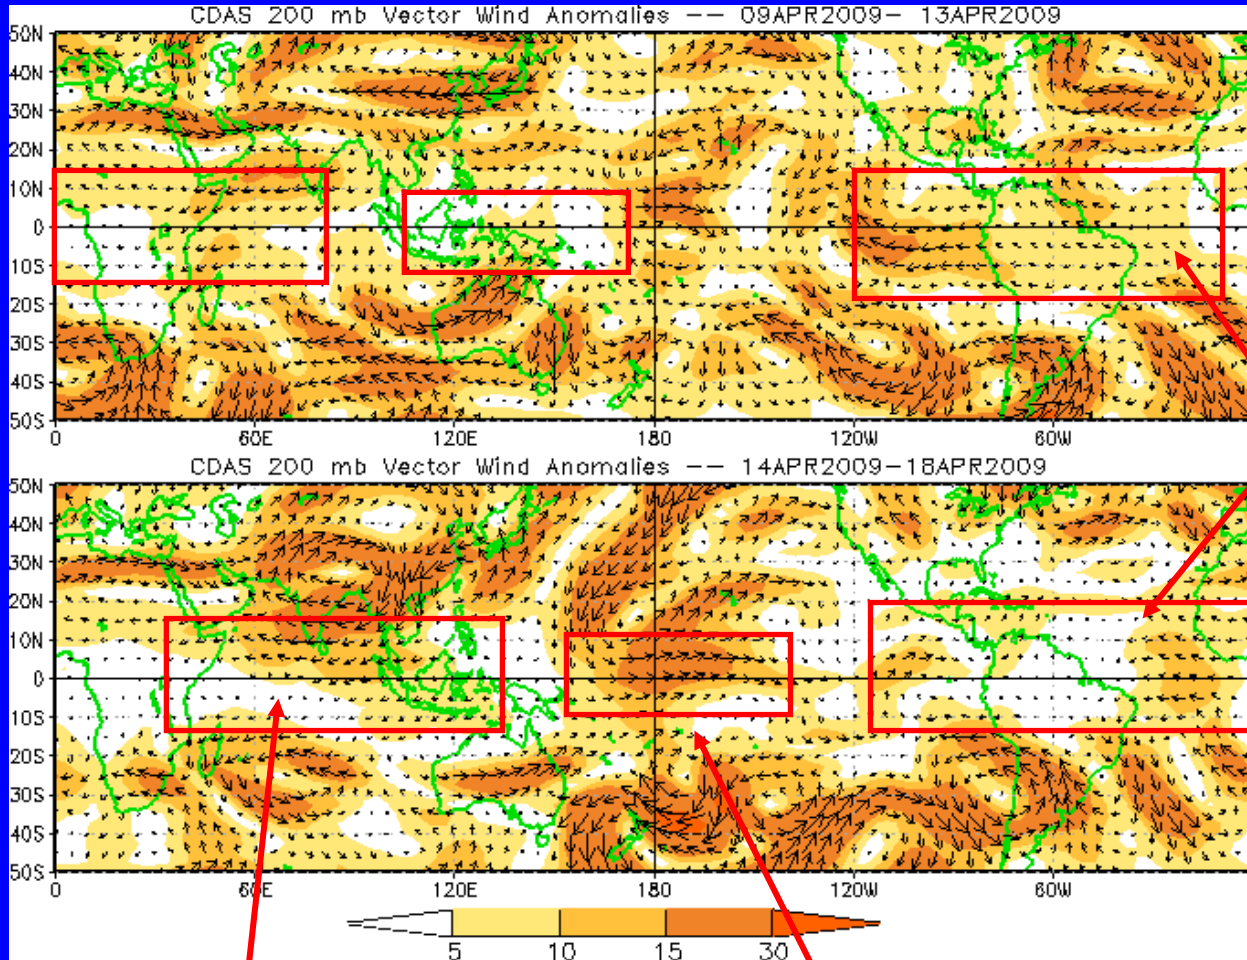 CDAS 200 mb Vector Wind Anomalies -- 09APR2009- 13APR2009
50N
40N
30N
20N
10N
0
10S
20S
30S
40S
50S
0 60E 120E 180 120W 60W
CDAS 200 mb Vector Wind Anomalies -- 14APR2009-18APR2009
50N
40N
30N
20N
10N
0
10S
20S
30S
40S
50S
0 60E 120E 180 120W 60W
5 10 15 30